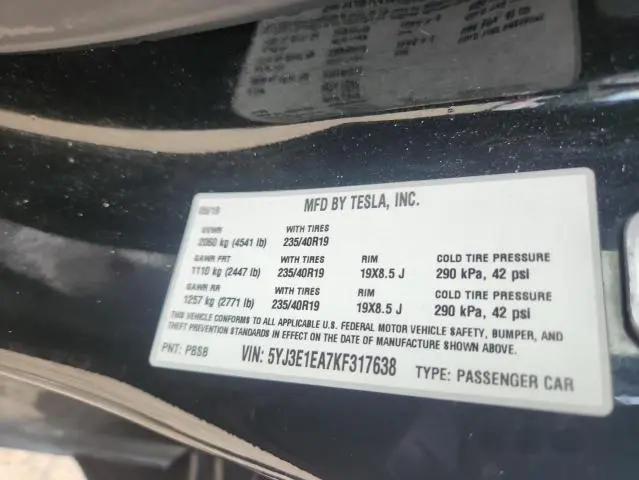 MFD BY TESLA, INC.
05/19
GVWR WITH TIRES
2060 kg (4541 lb) 235/40R19
GAWR FRT WITH TIRES RIM COLD TIRE PRESSURE
1110 kg (2447 lb) 235/40R19 19X8.5 J 290 kPa, 42 psi
GAWR RR WITH TIRES RIM COLD TIRE PRESSURE
1257 kg (2771 lb) 235/40R19 19X8.5 J 290 kPa, 42 psi
THIS VEHICLE CONFORMS TO ALL APPLICABLE U.S. FEDERAL MOTOR VEHICLE SAFETY, BUMPER, AND
THEFT PREVENTION STANDARDS IN EFFECT ON THE DATE OF MANUFACTURE SHOWN ABOVE.
PNT: PBSB VIN: 5YJ3E1EA7KF317638 TYPE: PASSENGER CAR